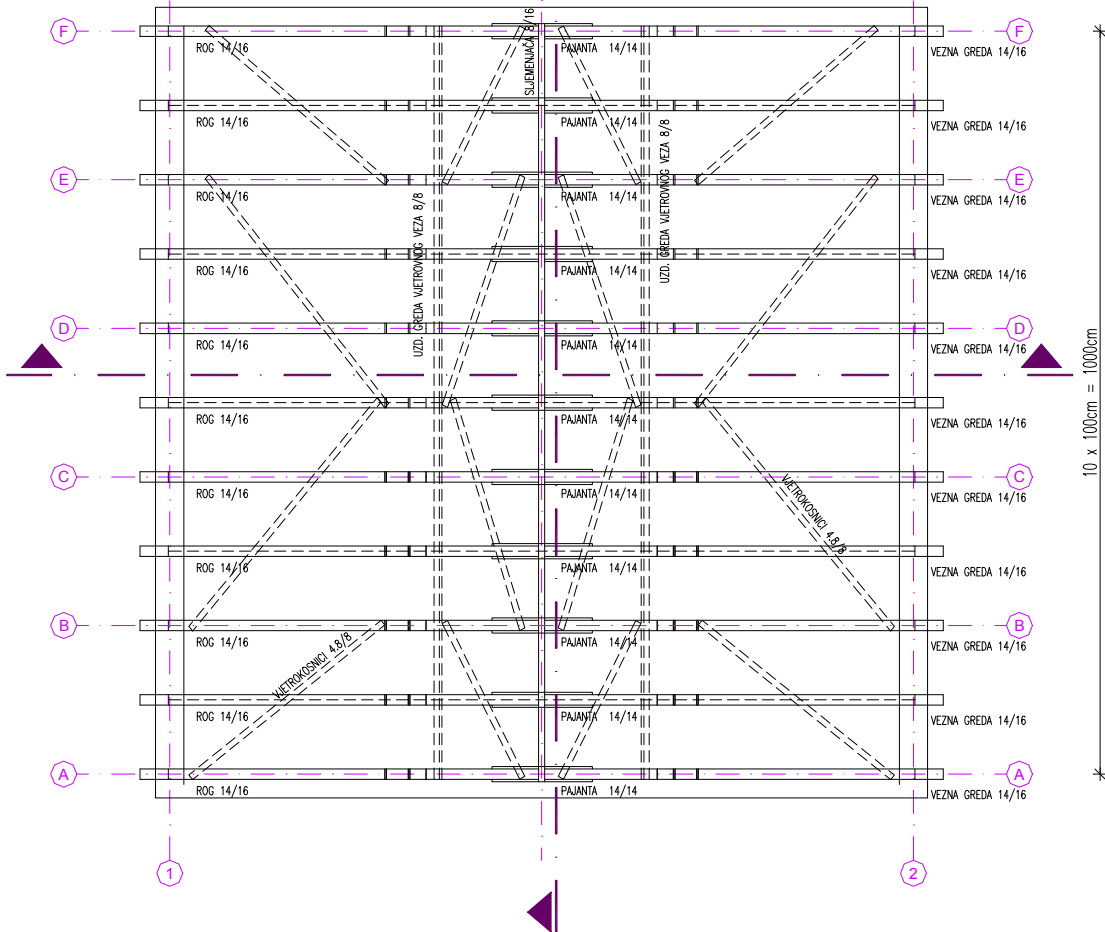 F
F
ROG 14/16
SLJEMENJAČA 8/16
PAJANTA 14/14
VEZNA GREDA 14/16
ROG 14/16
PAJANTA 14/14
VEZNA GREDA 14/16
UZD. GREDA VJETROVNOG VEZA 8/8
UZD. GREDA VJETROVNOG VEZA 8/8
E
E
ROG 14/16
PAJANTA 14/14
VEZNA GREDA 14/16
ROG 14/16
PAJANTA 14/14
VEZNA GREDA 14/16
D
D
ROG 14/16
PAJANTA 14/14
VEZNA GREDA 14/16
10 x 100cm = 1000cm
ROG 14/16
PAJANTA 14/14
VEZNA GREDA 14/16
C
C
ROG 14/16
PAJANTA 14/14
VEZNA GREDA 14/16
VJETROKOSNICI 4.8/8
ROG 14/16
PAJANTA 14/14
VEZNA GREDA 14/16
B
B
ROG 14/16
PAJANTA 14/14
VEZNA GREDA 14/16
VJETROKOSNICI 4.8/8
ROG 14/16
PAJANTA 14/14
VEZNA GREDA 14/16
A
A
ROG 14/16
PAJANTA 14/14
VEZNA GREDA 14/16
1
2